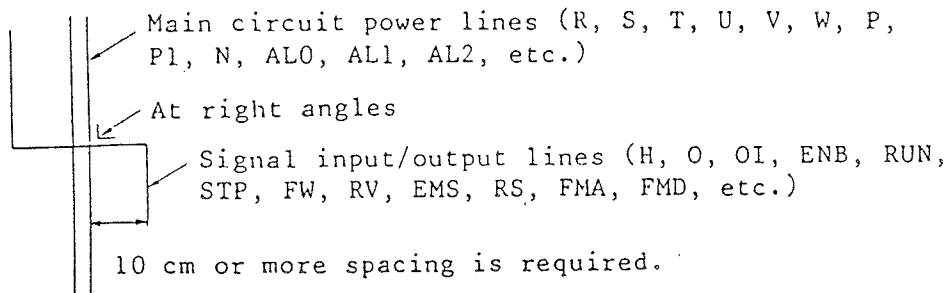 Main circuit power lines (R, S, T, U, V, W, P,
P1, N, AL0, AL1, AL2, etc.)
At right angles
Signal input/output lines (H, O, OI, ENB, RUN,
STP, FW, RV, EMS, RS, FMA, FMD, etc.)
10 cm or more spacing is required.